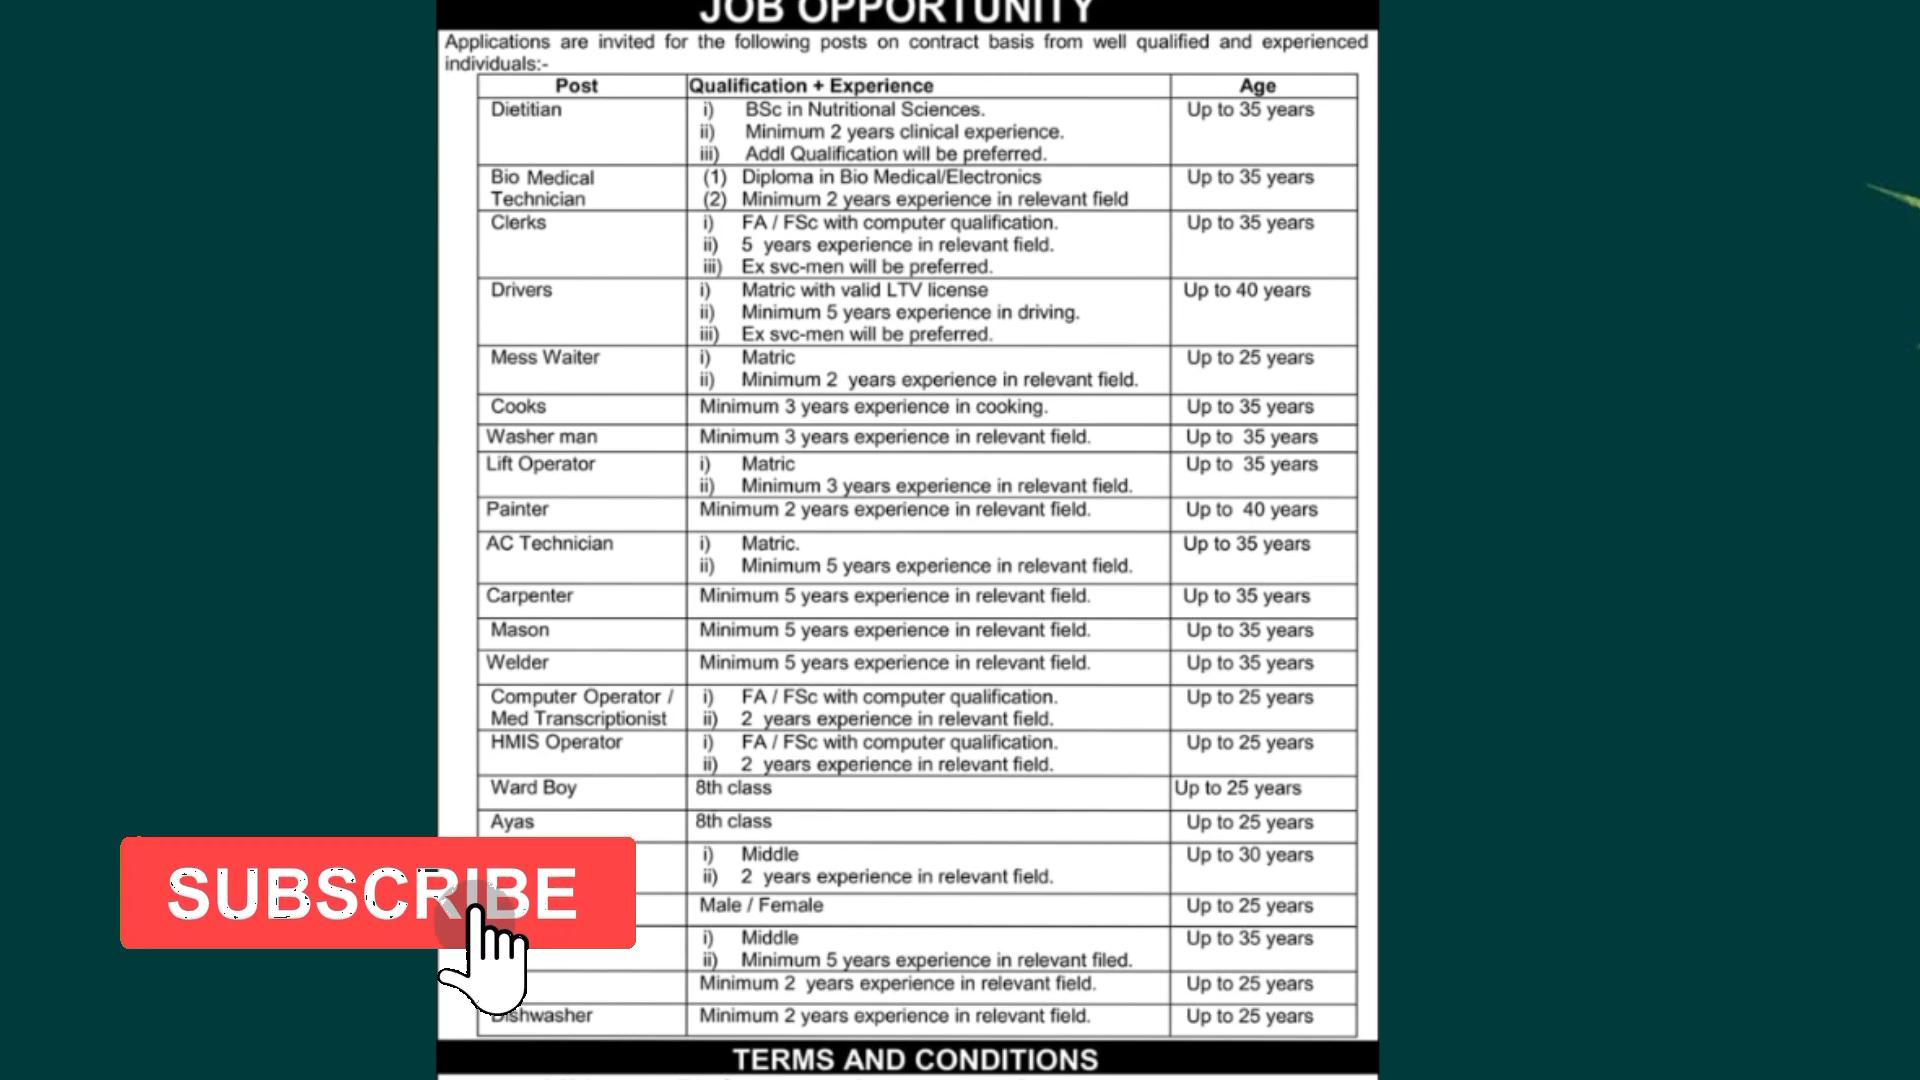 JOB OPPORTUNITY
Applications are invited for the following posts on contract basis from well qualified and experienced
individuals:-
Post Qualification + Experience Age
Dietitian i) BSc in Nutritional Sciences. Up to 35 years
ii) Minimum 2 years clinical experience.
iii) Addl Qualification will be preferred.
Bio Medical (1) Diploma in Bio Medical/Electronics Up to 35 years
Technician (2) Minimum 2 years experience in relevant field
Clerks i) FA / FSc with computer qualification. Up to 35 years
ii) 5 years experience in relevant field.
iii) Ex svc-men will be preferred.
Drivers i) Matric with valid LTV license Up to 40 years
ii) Minimum 5 years experience in driving.
iii) Ex svc-men will be preferred.
Mess Waiter i) Matric Up to 25 years
ii) Minimum 2 years experience in relevant field.
Cooks Minimum 3 years experience in cooking. Up to 35 years
Washer man Minimum 3 years experience in relevant field. Up to 35 years
Lift Operator i) Matric Up to 35 years
ii) Minimum 3 years experience in relevant field.
Painter Minimum 2 years experience in relevant field. Up to 40 years
AC Technician i) Matric. Up to 35 years
ii) Minimum 5 years experience in relevant field.
Carpenter Minimum 5 years experience in relevant field. Up to 35 years
Mason Minimum 5 years experience in relevant field. Up to 35 years
Welder Minimum 5 years experience in relevant field. Up to 35 years
Computer Operator / i) FA / FSc with computer qualification. Up to 25 years
Med Transcriptionist ii) 2 years experience in relevant field.
HMIS Operator i) FA / FSc with computer qualification. Up to 25 years
ii) 2 years experience in relevant field.
Ward Boy 8th class Up to 25 years
Ayas 8th class Up to 25 years
i) Middle Up to 30 years
ii) 2 years experience in relevant field.
SUBSCRIBE
Male / Female Up to 25 years
i) Middle Up to 35 years
ii) Minimum 5 years experience in relevant filed.
Minimum 2 years experience in relevant field. Up to 25 years
Dishwasher Minimum 2 years experience in relevant field. Up to 25 years
TERMS AND CONDITIONS